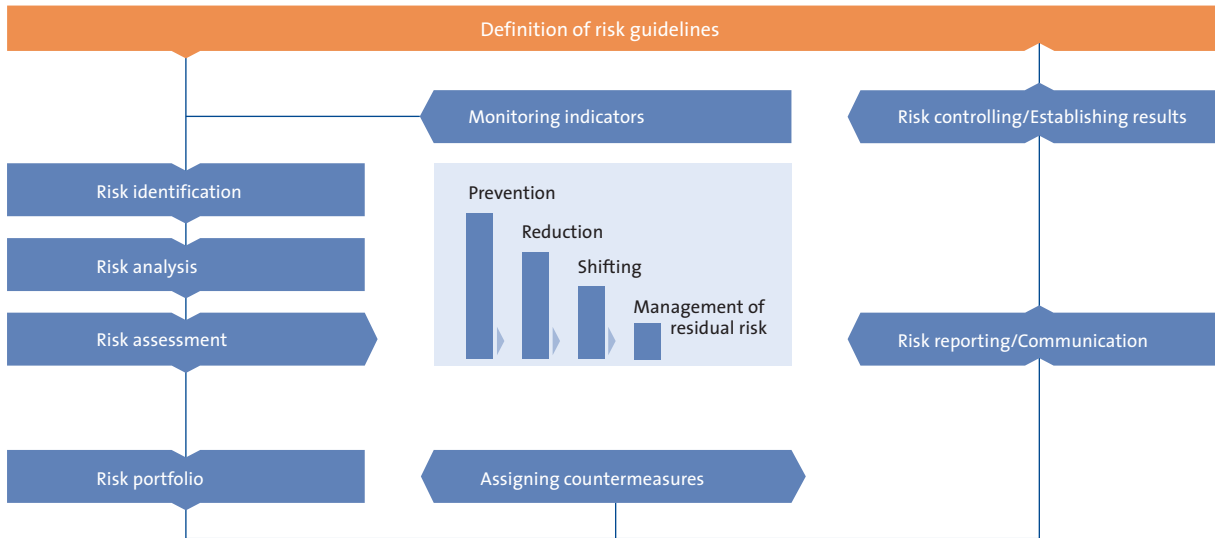 Definition of risk guidelines
Monitoring indicators
Risk controlling/Establishing results
Risk identification
Prevention
Reduction
Risk analysis
Shifting
Management of
residual risk
Risk assessment
Risk reporting/Communication
Risk portfolio
Assigning countermeasures